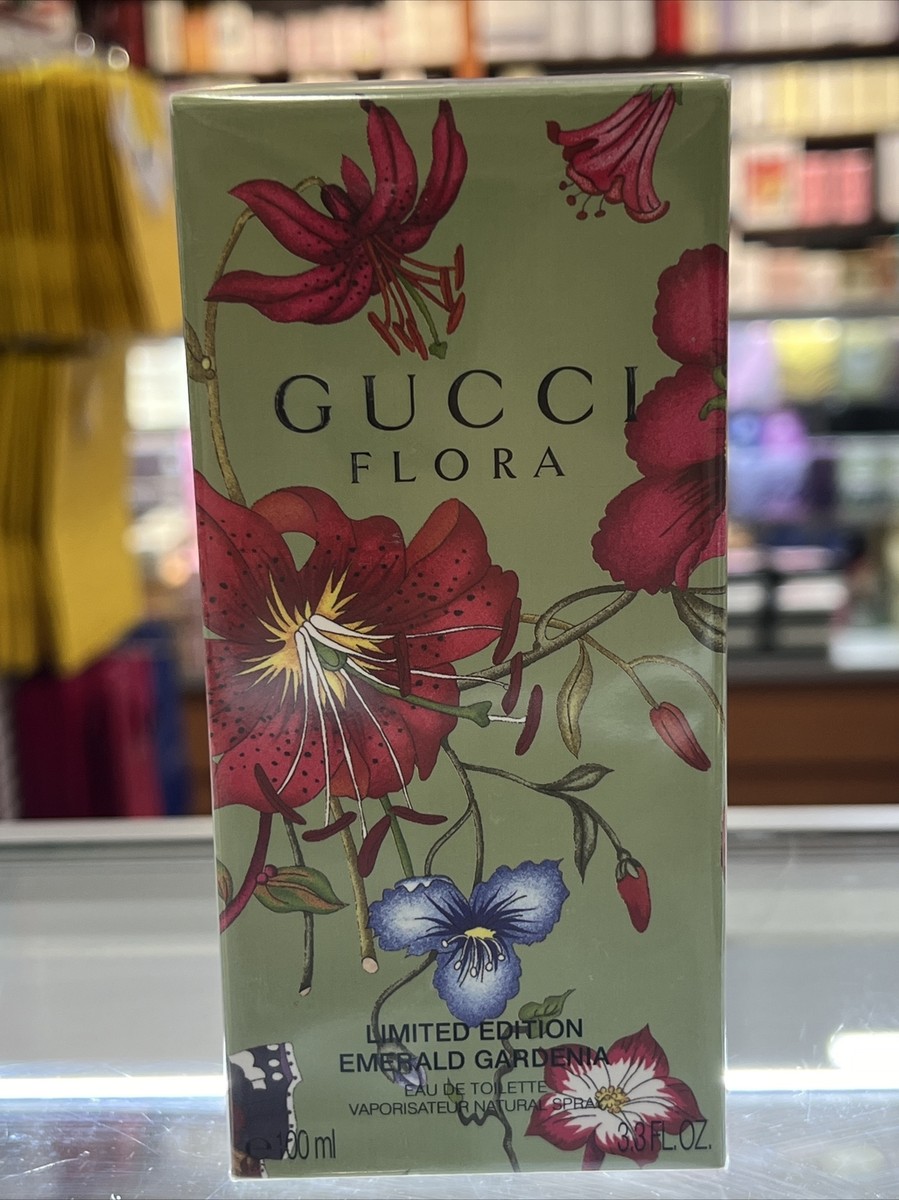 GUCCI
FLORA
LIMITED EDITION
EMERALD GARDENIA
EAU DE TOILETTE
VAPORISATEUR NATURAL SPRAY
℮100 ml 3.3 FL.OZ.